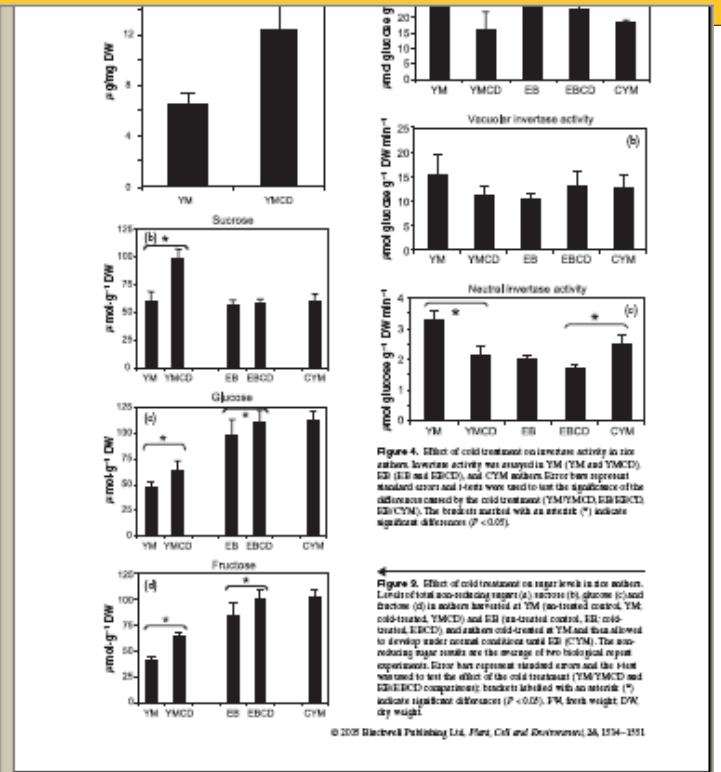 12
8
4
0
µg/mg DW
YM YMCD
Sucrose
125
100
75
50
25
0
µmol·g⁻¹ DW
(b)
*
YM YMCD EB EBCD CYM
Glucose
125
100
75
50
25
0
µmol·g⁻¹ DW
(c)
*
*
YM YMCD EB EBCD CYM
Fructose
125
100
75
50
25
0
µmol·g⁻¹ DW
(d)
*
*
YM YMCD EB EBCD CYM
20
15
10
5
0
µmol glucose g
YM YMCD EB EBCD CYM
Vacuolar invertase activity
25
20
15
10
5
0
µmol glucose g⁻¹ DW min⁻¹
(b)
YM YMCD EB EBCD CYM
Neutral invertase activity
4
3
2
1
0
µmol glucose g⁻¹ DW min⁻¹
(c)
*
*
YM YMCD EB EBCD CYM
Figure 4. Effect of cold treatment on invertase activity in rice
anthers. Invertase activity was assayed in YM (YM and YMCD),
EB (EB and EBCD), and CYM anthers. Error bars represent
standard errors and t-tests were used to test the significance of the
differences caused by the cold treatment (YM/YMCD, EB/EBCD,
EB/CYM). The brackets marked with an asterisk (*) indicate
significant differences (P < 0.05).
Figure 3. Effect of cold treatment on sugar levels in rice anthers.
Levels of total non-reducing sugars (a), sucrose (b), glucose (c) and
fructose (d) in anthers harvested at YM (un-treated control, YM;
cold-treated, YMCD) and EB (un-treated control, EB; cold-
treated, EBCD), and anthers cold-treated at YM and then allowed
to develop under normal conditions until EB (CYM). The non-
reducing sugar results are the average of two biological repeat
experiments. Error bars represent standard errors and the t-test
was used to test the effect of the cold treatment (YM/YMCD and
EB/EBCD comparisons); brackets labelled with an asterisk (*)
indicate significant differences (P < 0.05). FW, fresh weight; DW,
dry weight.
© 2005 Blackwell Publishing Ltd, Plant, Cell and Environment, 28, 1534–1551